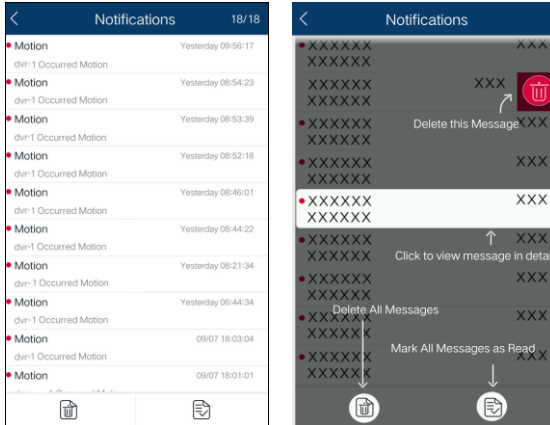 Notifications 18/18
Motion Yesterday 09:56:17
dvr-1 Occurred Motion
Motion Yesterday 08:54:23
dvr-1 Occurred Motion
Motion Yesterday 08:53:39
dvr-1 Occurred Motion
Motion Yesterday 08:52:18
dvr-1 Occurred Motion
Motion Yesterday 08:46:01
dvr-1 Occurred Motion
Motion Yesterday 08:44:22
dvr-1 Occurred Motion
Motion Yesterday 08:21:34
dvr-1 Occurred Motion
Motion Yesterday 06:44:34
dvr-1 Occurred Motion
Motion 09/07 18:03:04
dvr-1 Occurred Motion
Motion 09/07 18:01:01
Notifications
XXXXXX XXX
XXXXXX
XXXXXX XXX
XXXXXX
Delete this Message
XXXXXX XXX
XXXXXX
XXXXXX XXX
XXXXXX
XXXXXX XXX
XXXXXX
XXXXXX XXX
Click to view message in detai
XXXXXX
XXXXXX XXX
XXXXXX
Delete All Messages
XXXXXX XXX
XXXXXX
Mark All Messages as Read
XXXXXX XXX
XXXXXX